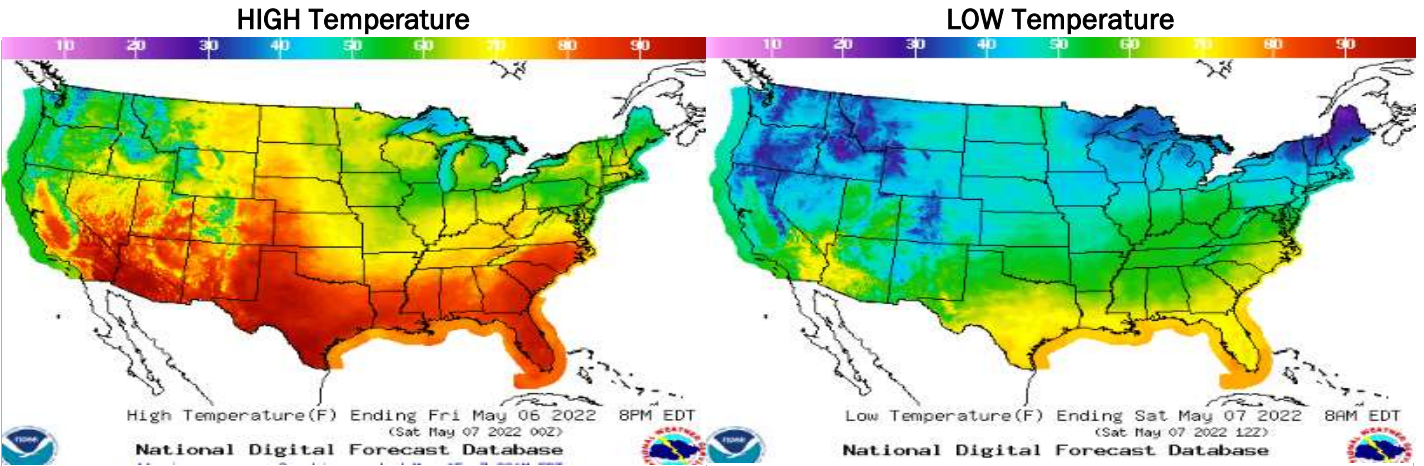 HIGH Temperature
10 20 30 40 50 60 70 80 90
High Temperature(F) Ending Fri May 06 2022 8PM EDT
(Sat May 07 2022 00Z)
National Digital Forecast Database
LOW Temperature
10 20 30 40 50 60 70 80 90
Low Temperature(F) Ending Sat May 07 2022 8AM EDT
(Sat May 07 2022 12Z)
National Digital Forecast Database